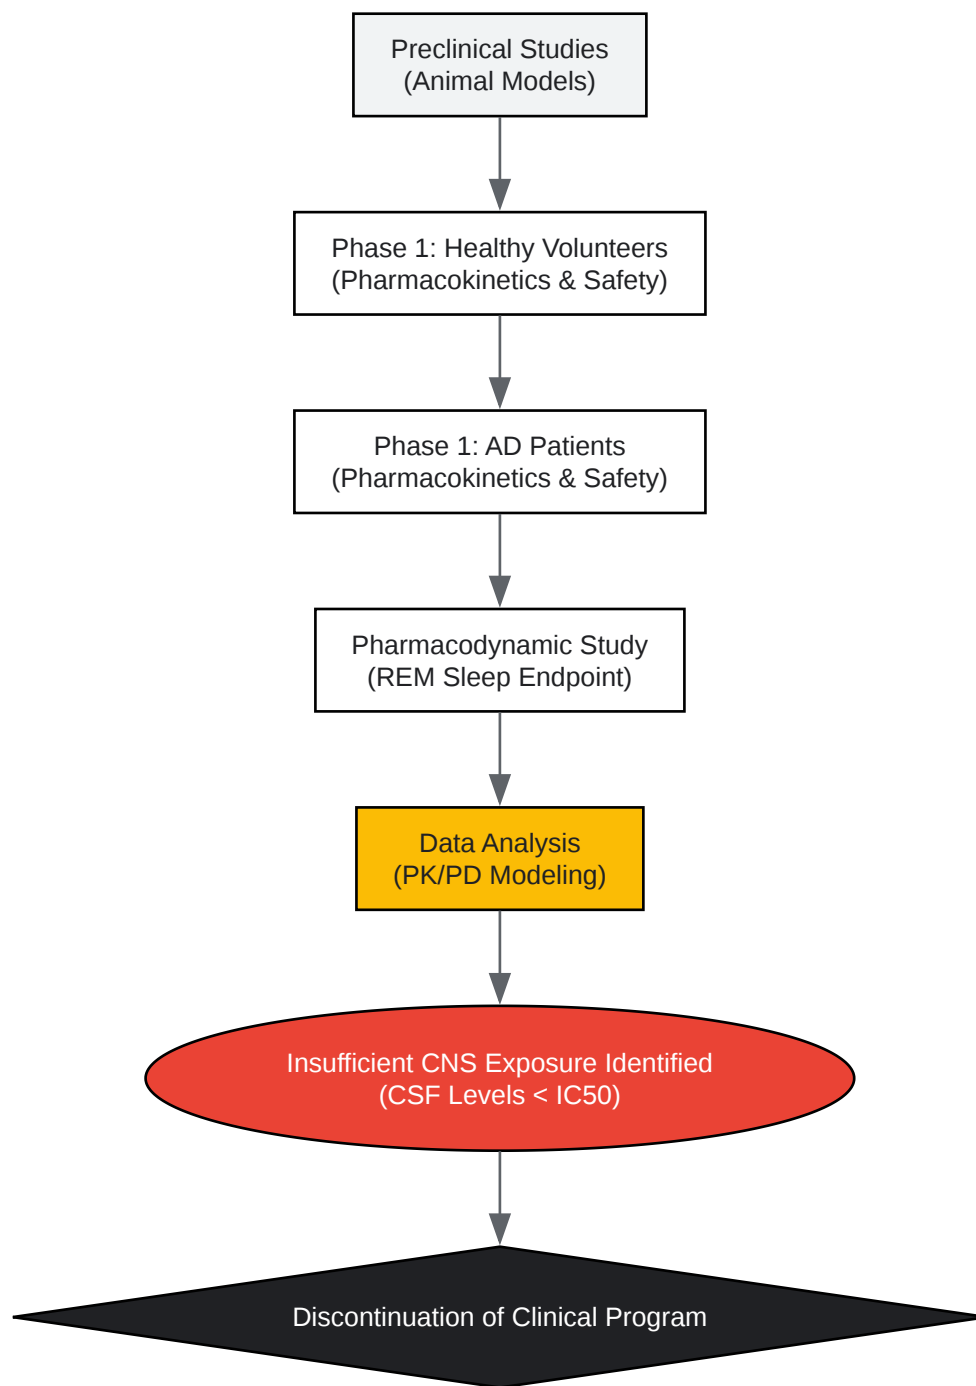 Preclinical Studies
(Animal Models)
Phase 1: Healthy Volunteers
(Pharmacokinetics & Safety)
Phase 1: AD Patients
(Pharmacokinetics & Safety)
Pharmacodynamic Study
(REM Sleep Endpoint)
Data Analysis
(PK/PD Modeling)
Insufficient CNS Exposure Identified
(CSF Levels < IC50)
Discontinuation of Clinical Program